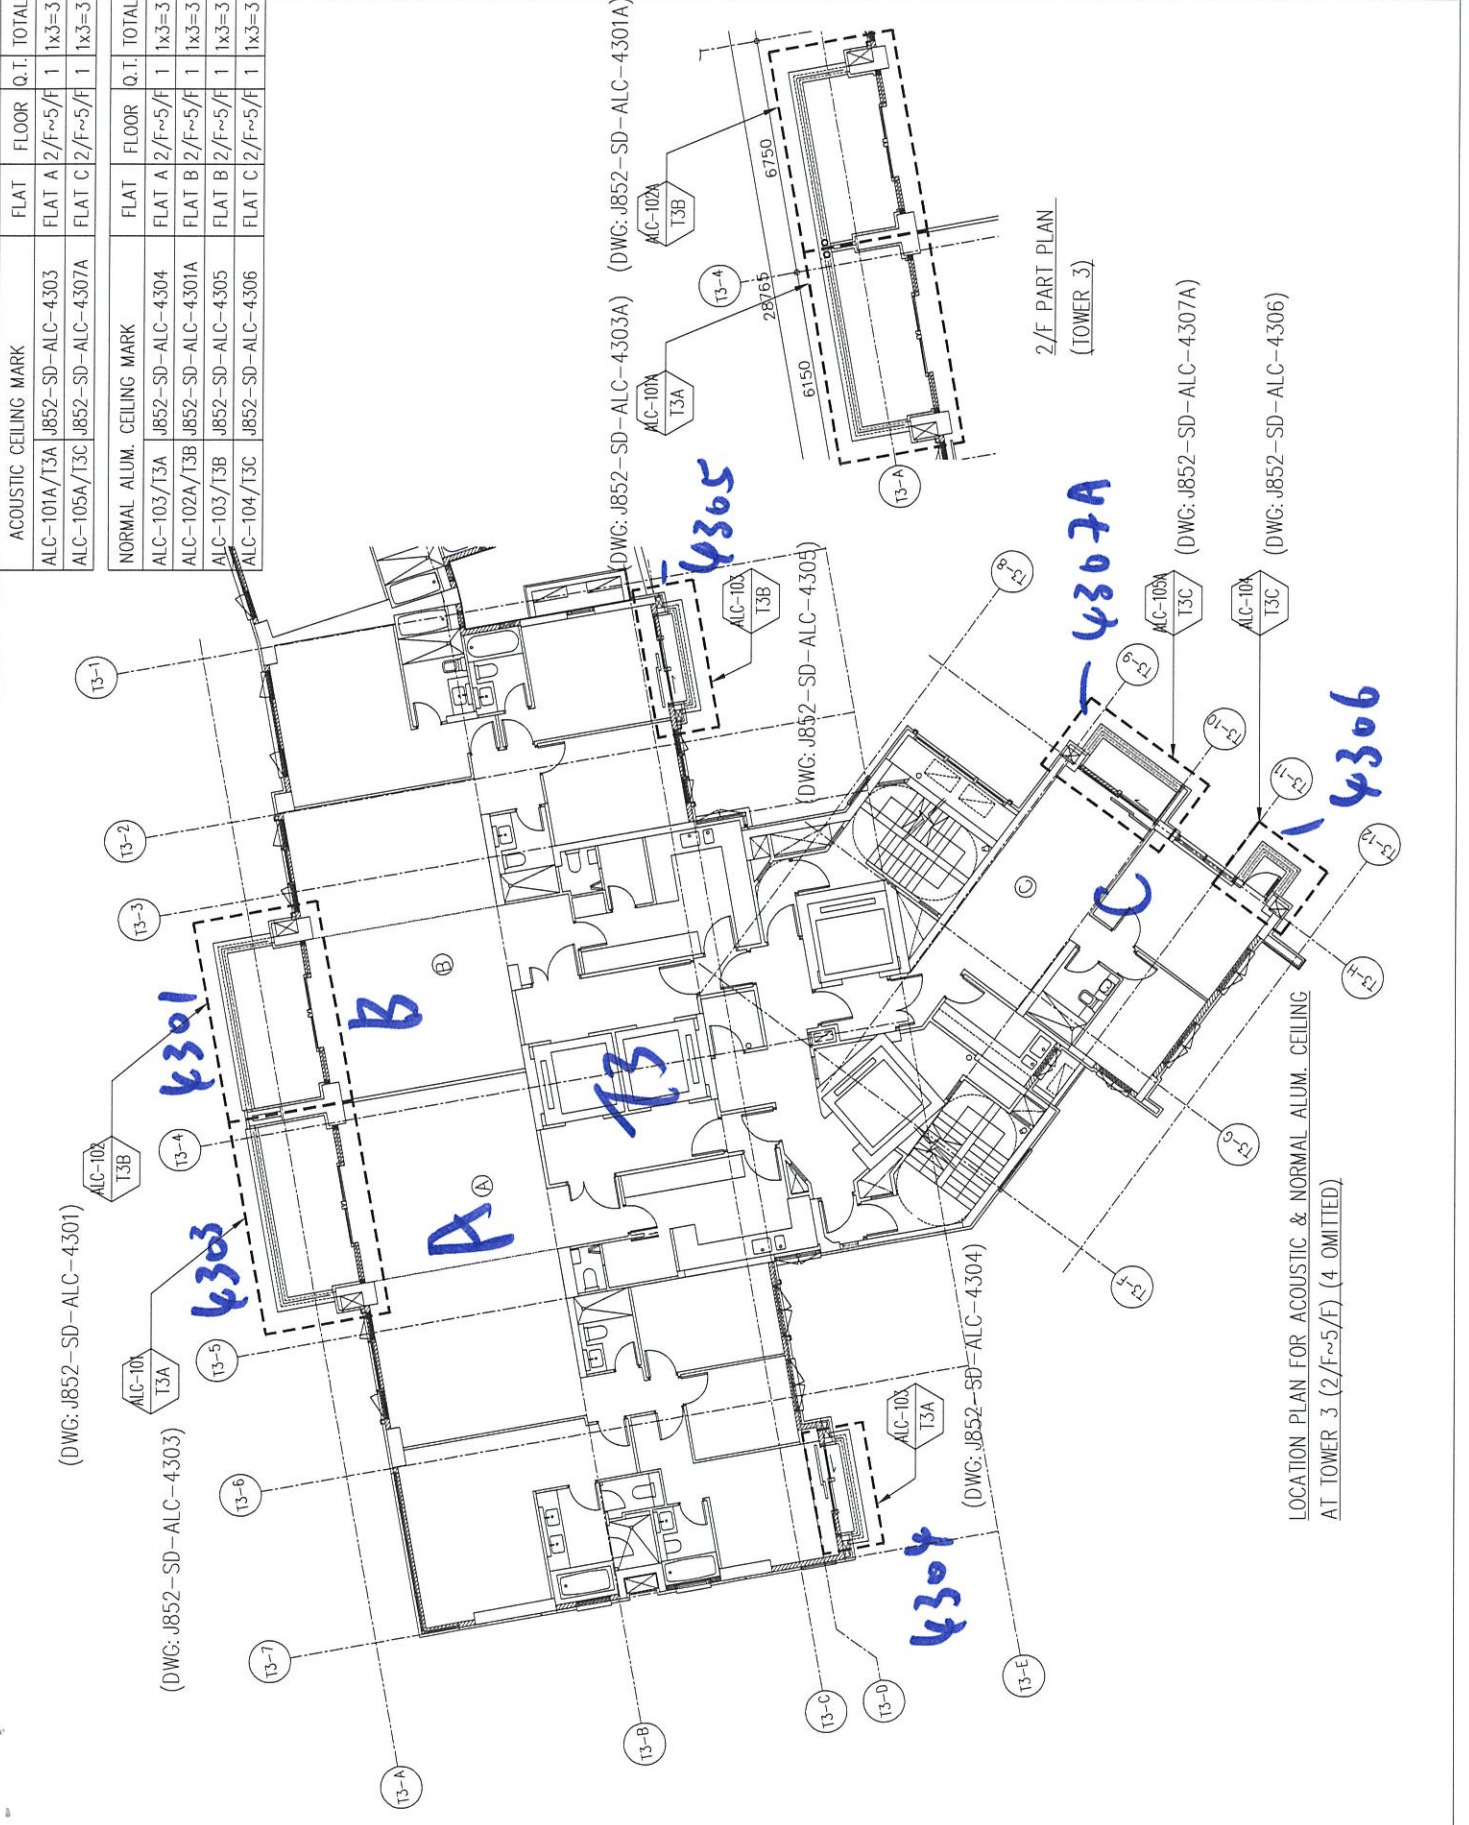 ACOUSTIC CEILING MARK FLAT FLOOR Q.T. TOTAL
ALC-101A/T3A J852-SD-ALC-4303 FLAT A 2/F~5/F 1 1x3=3
ALC-105A/T3C J852-SD-ALC-4307A FLAT C 2/F~5/F 1 1x3=3
NORMAL ALUM. CEILING MARK FLAT FLOOR Q.T. TOTAL
ALC-103/T3A J852-SD-ALC-4304 FLAT A 2/F~5/F 1 1x3=3
ALC-102A/T3B J852-SD-ALC-4301A FLAT B 2/F~5/F 1 1x3=3
ALC-103/T3B J852-SD-ALC-4305 FLAT B 2/F~5/F 1 1x3=3
ALC-104/T3C J852-SD-ALC-4306 FLAT C 2/F~5/F 1 1x3=3
(DWG: J852-SD-ALC-4301)
ALC-102
T3B
4301
(DWG: J852-SD-ALC-4303)
ALC-101
T3A
4303
T3-1
T3-2
T3-3
T3-4
T3-5
T3-6
T3-7
T3-A
T3-B
T3-C
T3-D
T3-E
T3-F
T3-G
T3-H
T3-8
T3-9
T3-10
T3-11
T3-12
A
A
B
B
C
C
T3
4305
ALC-103
T3B
(DWG: J852-SD-ALC-4305)
4304
ALC-103
T3A
(DWG: J852-SD-ALC-4304)
4307A
ALC-105A
T3C
(DWG: J852-SD-ALC-4307A)
4306
ALC-104
T3C
(DWG: J852-SD-ALC-4306)
(DWG: J852-SD-ALC-4303A)
ALC-101A
T3A
(DWG: J852-SD-ALC-4301A)
ALC-102A
T3B
T3-4
T3-A
6150
28765
6750
2/F PART PLAN
(TOWER 3)
LOCATION PLAN FOR ACOUSTIC & NORMAL ALUM. CEILING
AT TOWER 3 (2/F~5/F) (4 OMITTED)